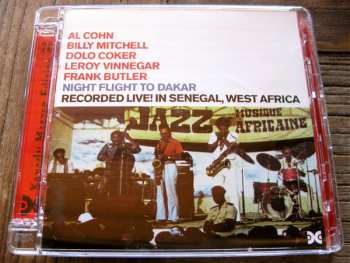 AL COHN
BILLY MITCHELL
DOLO COKER
LEROY VINNEGAR
FRANK BUTLER
NIGHT FLIGHT TO DAKAR
RECORDED LIVE! IN SENEGAL, WEST AFRICA
JAZZ
MUSIQUE
AFRICAINE